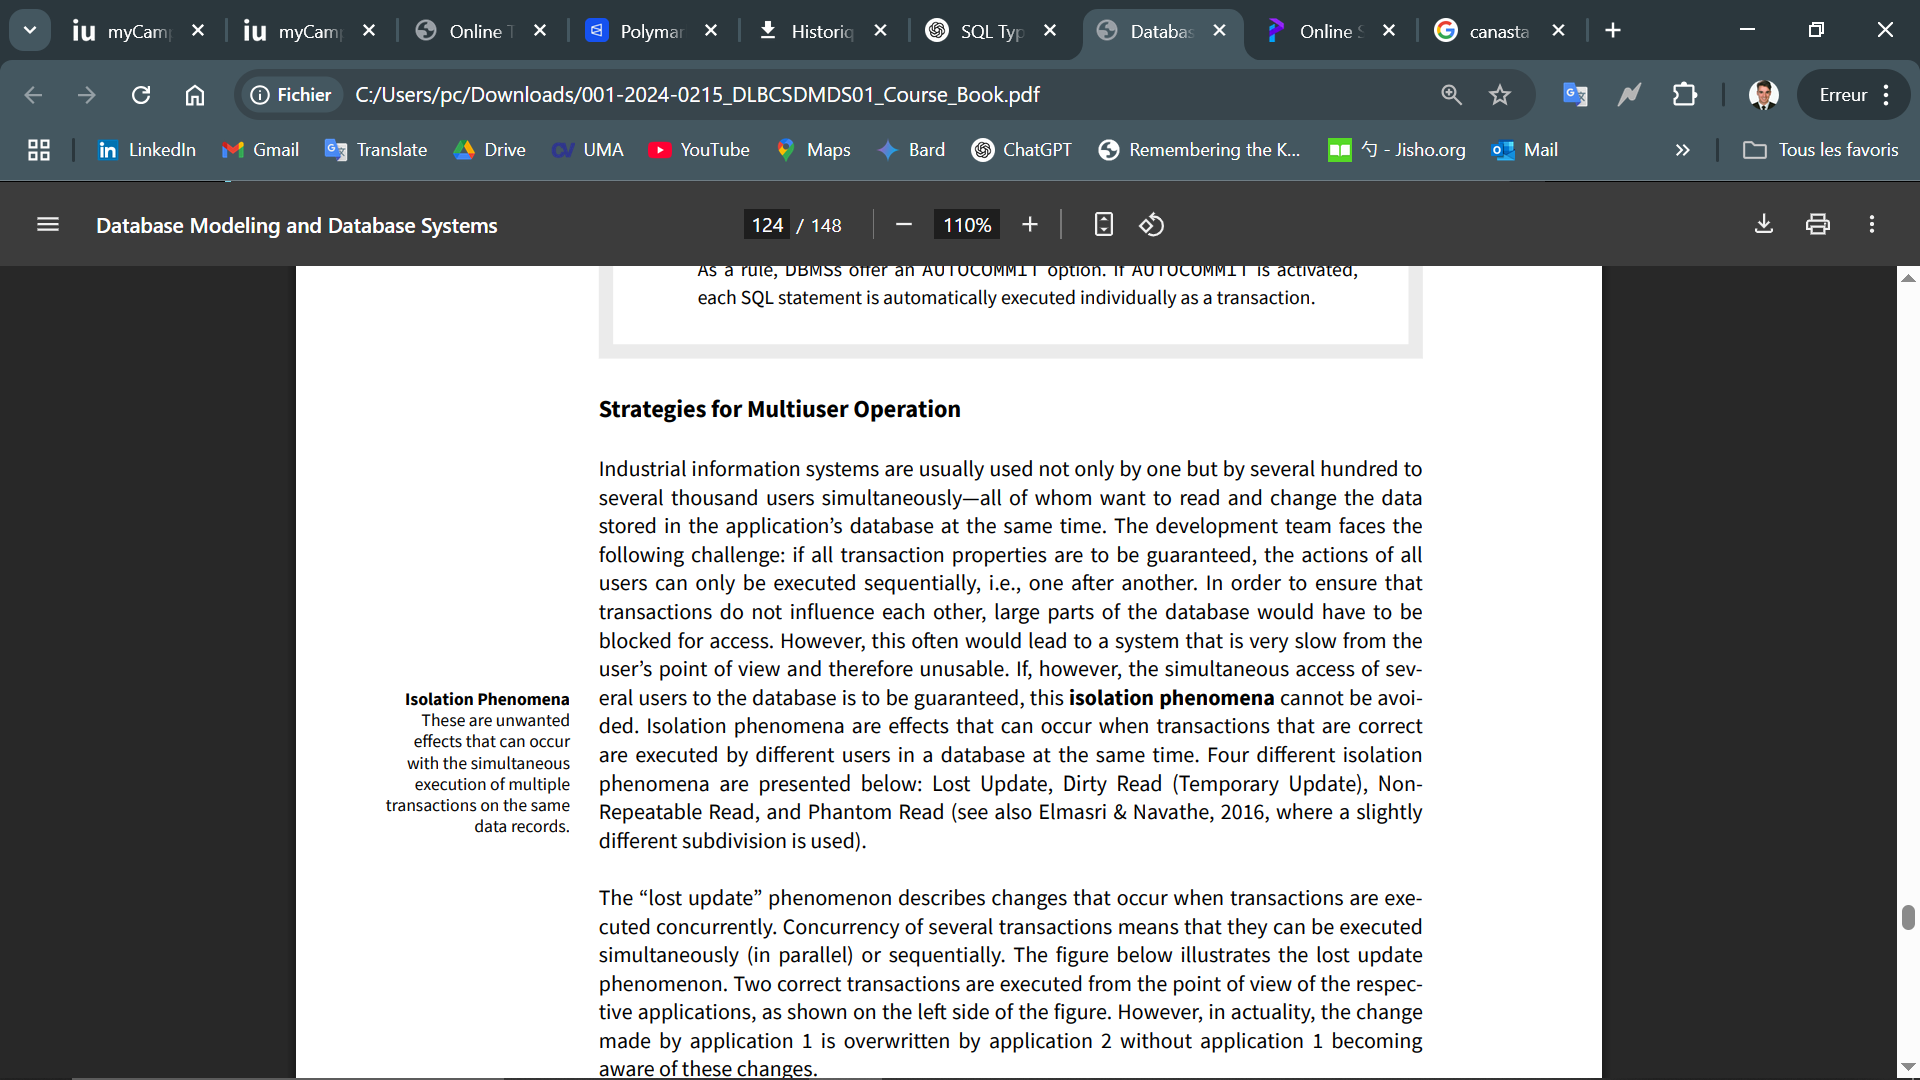 myCam
myCam
Online T
Polymar
Historiq
SQL Typ
Databas
Online S
canasta
Fichier
C:/Users/pc/Downloads/001-2024-0215_DLBCSDMDS01_Course_Book.pdf
Erreur
LinkedIn
Gmail
Translate
Drive
UMA
YouTube
Maps
Bard
ChatGPT
Remembering the K...
勺 - Jisho.org
Mail
Tous les favoris
Database Modeling and Database Systems
124 / 148
110%
As a rule, DBMSs offer an AUTOCOMMIT option. If AUTOCOMMIT is activated,
each SQL statement is automatically executed individually as a transaction.
Strategies for Multiuser Operation
Industrial information systems are usually used not only by one but by several hundred to
several thousand users simultaneously—all of whom want to read and change the data
stored in the application’s database at the same time. The development team faces the
following challenge: if all transaction properties are to be guaranteed, the actions of all
users can only be executed sequentially, i.e., one after another. In order to ensure that
transactions do not influence each other, large parts of the database would have to be
blocked for access. However, this often would lead to a system that is very slow from the
user’s point of view and therefore unusable. If, however, the simultaneous access of sev-
eral users to the database is to be guaranteed, this isolation phenomena cannot be avoi-
ded. Isolation phenomena are effects that can occur when transactions that are correct
are executed by different users in a database at the same time. Four different isolation
phenomena are presented below: Lost Update, Dirty Read (Temporary Update), Non-
Repeatable Read, and Phantom Read (see also Elmasri & Navathe, 2016, where a slightly
different subdivision is used).
Isolation Phenomena
These are unwanted
effects that can occur
with the simultaneous
execution of multiple
transactions on the same
data records.
The “lost update” phenomenon describes changes that occur when transactions are exe-
cuted concurrently. Concurrency of several transactions means that they can be executed
simultaneously (in parallel) or sequentially. The figure below illustrates the lost update
phenomenon. Two correct transactions are executed from the point of view of the respec-
tive applications, as shown on the left side of the figure. However, in actuality, the change
made by application 1 is overwritten by application 2 without application 1 becoming
aware of these changes.